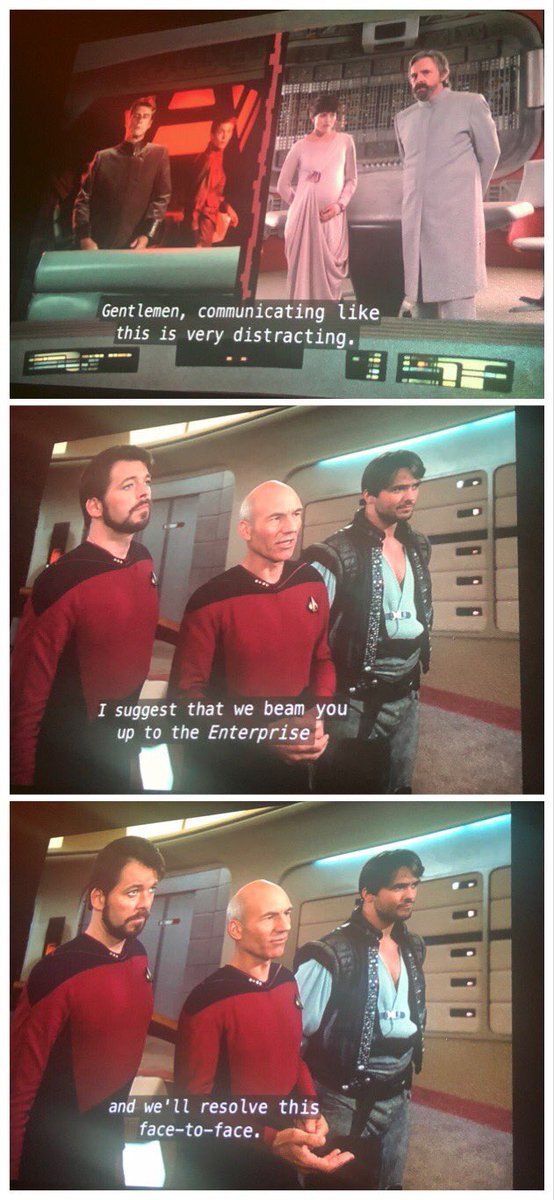 Gentlemen, communicating like
this is very distracting.
I suggest that we beam you
up to the Enterprise
and we'll resolve this
face-to-face.